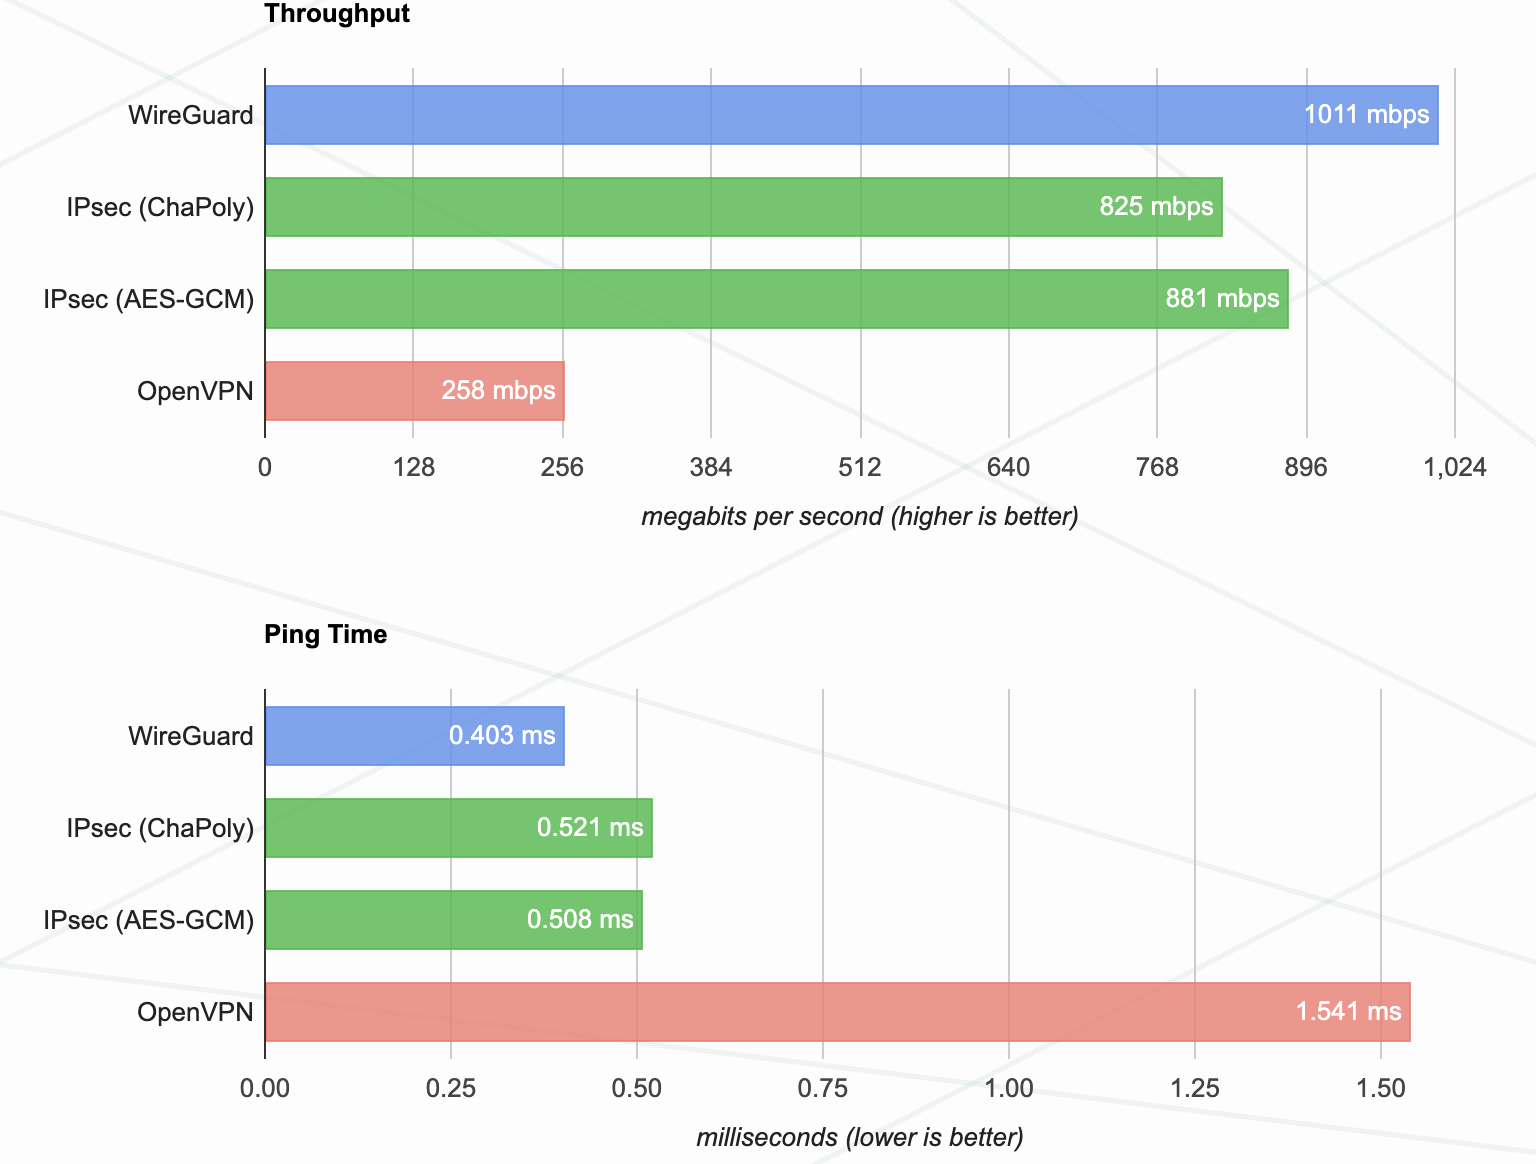 Throughput
WireGuard
1011 mbps
IPsec (ChaPoly)
825 mbps
IPsec (AES-GCM)
881 mbps
OpenVPN
258 mbps
0 128 256 384 512 640 768 896 1,024
megabits per second (higher is better)
Ping Time
WireGuard
0.403 ms
IPsec (ChaPoly)
0.521 ms
IPsec (AES-GCM)
0.508 ms
OpenVPN
1.541 ms
0.00 0.25 0.50 0.75 1.00 1.25 1.50
milliseconds (lower is better)